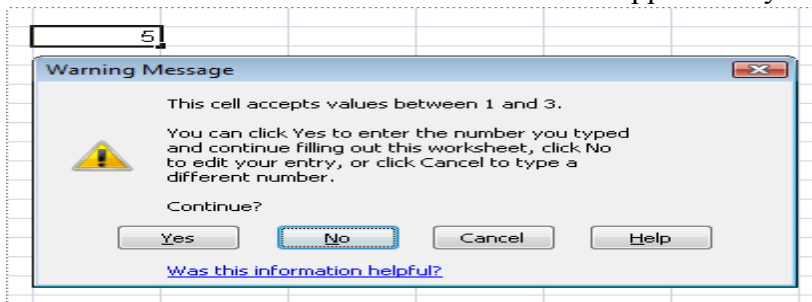 5
Warning Message
This cell accepts values between 1 and 3.
You can click Yes to enter the number you typed
and continue filling out this worksheet, click No
to edit your entry, or click Cancel to type a
different number.
Continue?
Yes No Cancel Help
Was this information helpful?